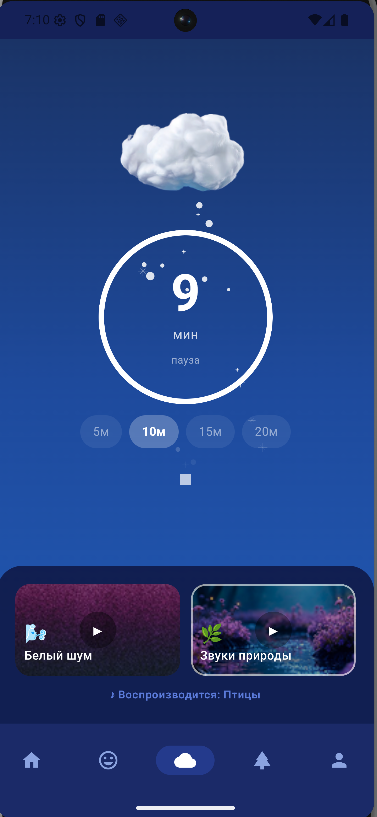 7:10
9
мин
пауза
5м 10м 15м 20м
Белый шум Звуки природы
♪ Воспроизводится: Птицы